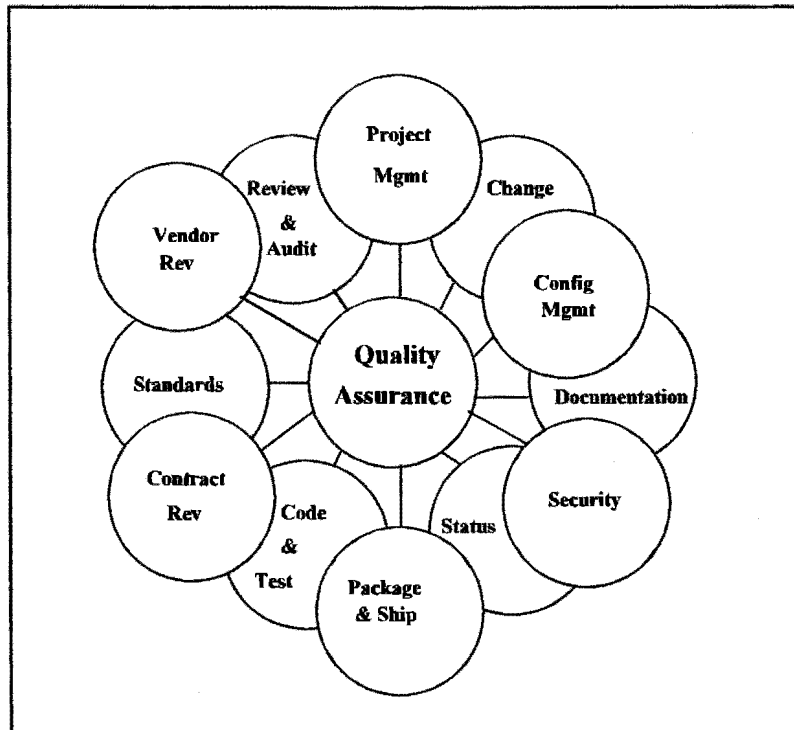 Project
Mgmt
Change
Config
Mgmt
Documentation
Security
Status
Package
& Ship
Code
&
Test
Contract
Rev
Standards
Vendor
Rev
Review
&
Audit
Quality
Assurance